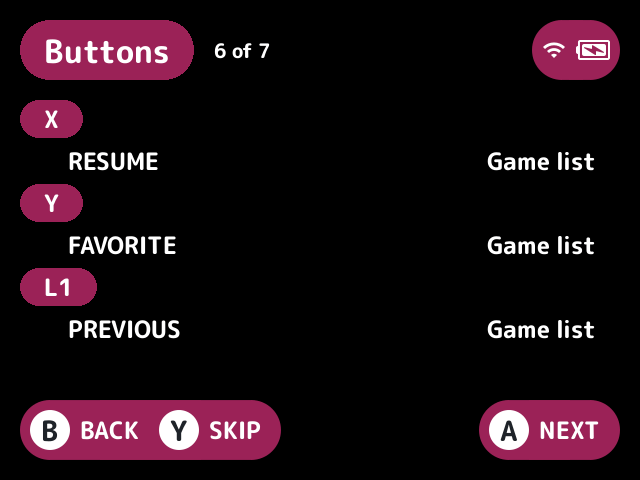 Buttons 6 of 7
X
RESUME Game list
Y
FAVORITE Game list
L1
PREVIOUS Game list
B BACK Y SKIP A NEXT